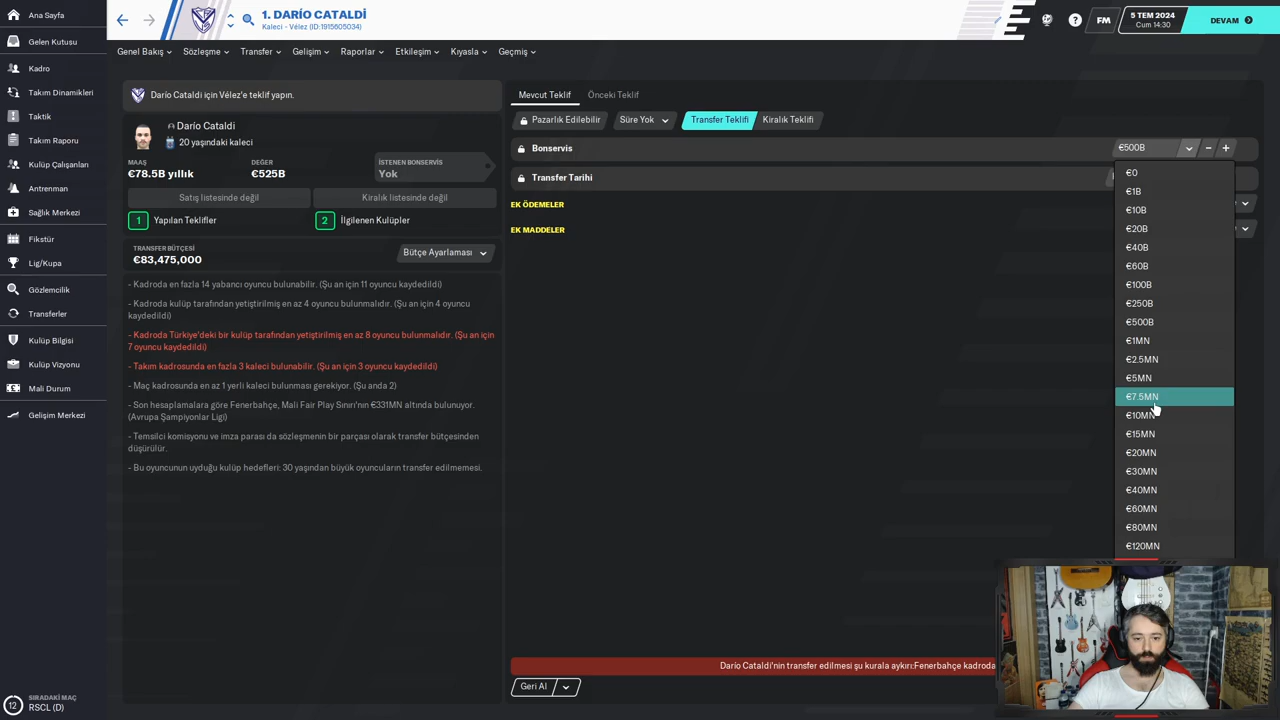 Ana Sayfa
Gelen Kutusu
Kadro
Takım Dinamikleri
Taktik
Takım Raporu
Kulüp Çalışanları
Antrenman
Sağlık Merkezi
Fikstür
Lig/Kupa
Gözlemcilik
Transferler
Kulüp Bilgisi
Kulüp Vizyonu
Mali Durum
Gelişim Merkezi
12
SIRADAKİ MAÇ
RSCL (D)
1. DARÍO CATALDİ
Kaleci - Vélez (ID:1915605034)
FM
5 TEM 2024
Cum 14:30
DEVAM
Genel Bakış
Sözleşme
Transfer
Gelişim
Raporlar
Etkileşim
Kıyasla
Geçmiş
Darío Cataldi için Vélez'e teklif yapın.
Darío Cataldi
20 yaşındaki kaleci
MAAŞ
€78.5B yıllık
DEĞER
€525B
İSTENEN BONSERVİS
Yok
Satış listesinde değil
Kiralık listesinde değil
1 Yapılan Teklifler
2 İlgilenen Kulüpler
TRANSFER BÜTÇESİ
€83,475,000
Bütçe Ayarlaması
- Kadroda en fazla 14 yabancı oyuncu bulunabilir. (Şu an için 11 oyuncu kaydedildi)
- Kadroda kulüp tarafından yetiştirilmiş en az 4 oyuncu bulunmalıdır. (Şu an için 4 oyuncu
kaydedildi)
- Kadroda Türkiye'deki bir kulüp tarafından yetiştirilmiş en az 8 oyuncu bulunmalıdır. (Şu an için
7 oyuncu kaydedildi)
- Takım kadrosunda en fazla 3 kaleci bulunabilir. (Şu an için 3 oyuncu kaydedildi)
- Maç kadrosunda en az 1 yerli kaleci bulunması gerekiyor. (Şu anda 2)
- Son hesaplamalara göre Fenerbahçe, Mali Fair Play Sınırı'nın €331MN altında bulunuyor.
(Avrupa Şampiyonlar Ligi)
- Temsilci komisyonu ve imza parası da sözleşmenin bir parçası olarak transfer bütçesinden
düşürülür.
- Bu oyuncunun uyduğu kulüp hedefleri: 30 yaşından büyük oyuncuların transfer edilmemesi.
Mevcut Teklif
Önceki Teklif
Pazarlık Edilebilir
Süre Yok
Transfer Teklifi
Kiralık Teklifi
Bonservis
€500B
Transfer Tarihi
EK ÖDEMELER
EK MADDELER
€0
€1B
€10B
€20B
€40B
€60B
€100B
€250B
€500B
€1MN
€2.5MN
€5MN
€7.5MN
€10MN
€15MN
€20MN
€30MN
€40MN
€60MN
€80MN
€120MN
Darío Cataldi'nin transfer edilmesi şu kurala aykırı:Fenerbahçe kadroda
Geri Al